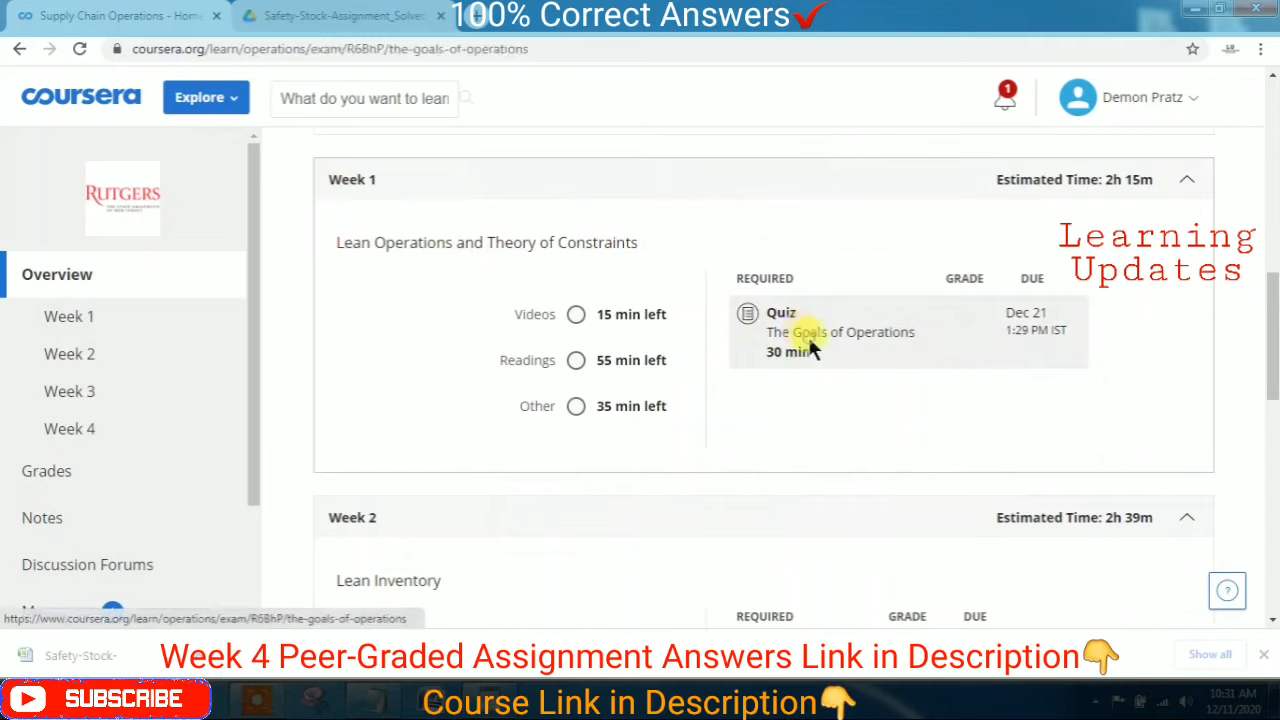 Supply Chain Operations - Home
Safety-Stock-Assignment_Solved
100% Correct Answers
coursera.org/learn/operations/exam/R6BhP/the-goals-of-operations
coursera
Explore
What do you want to learn
1
Demon Pratz
RUTGERS
Overview
Week 1
Week 2
Week 3
Week 4
Grades
Notes
Discussion Forums
Week 1
Estimated Time: 2h 15m
Lean Operations and Theory of Constraints
Learning
Updates
REQUIRED GRADE DUE
Videos 15 min left
Readings 55 min left
Other 35 min left
Quiz
The Goals of Operations
30 min
Dec 21
1:29 PM IST
Week 2
Estimated Time: 2h 39m
Lean Inventory
REQUIRED GRADE DUE
?
https://www.coursera.org/learn/operations/exam/R6BhP/the-goals-of-operations
Safety-Stock-
Week 4 Peer-Graded Assignment Answers Link in Description
Show all
SUBSCRIBE
Course Link in Description
10:31 AM
12/11/2020